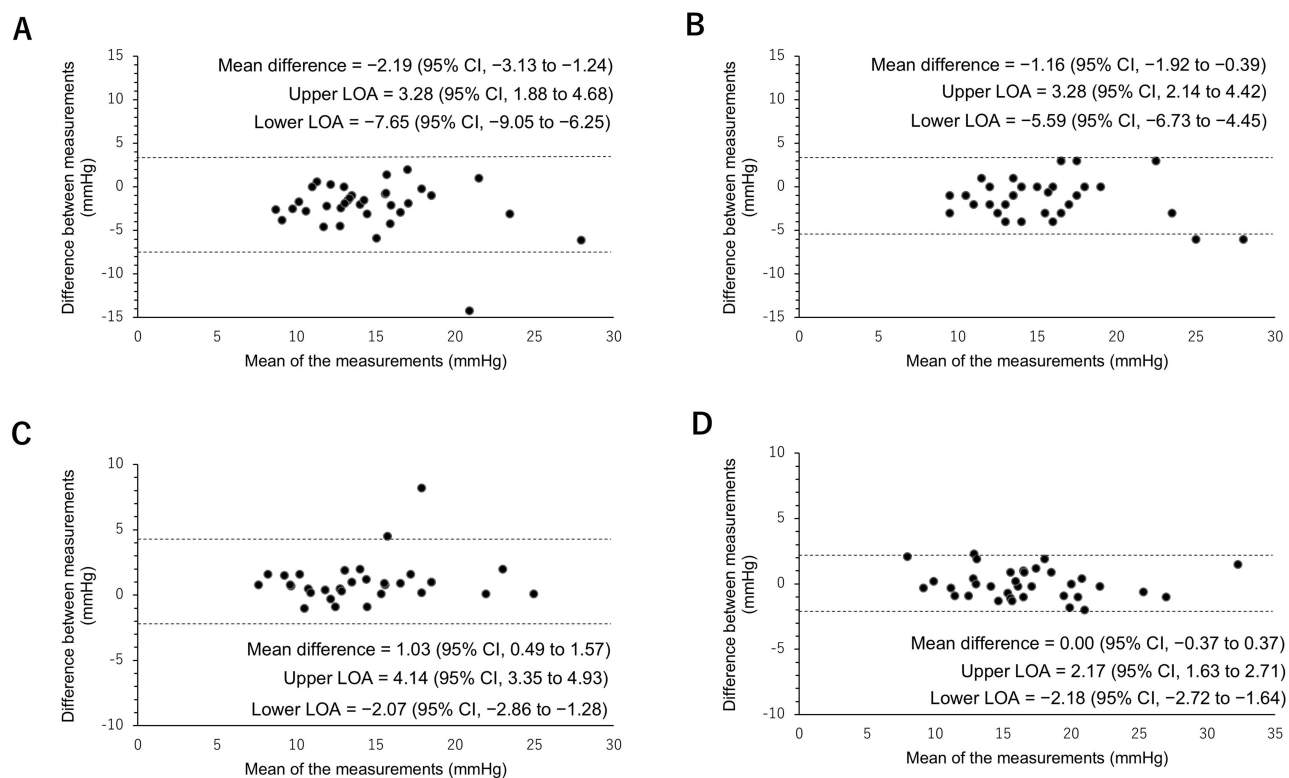 A
Mean difference = −2.19 (95% CI, −3.13 to −1.24)
Upper LOA = 3.28 (95% CI, 1.88 to 4.68)
Lower LOA = −7.65 (95% CI, −9.05 to −6.25)
Difference between measurements
(mmHg)
15
10
5
0
-5
-10
-15
0 5 10 15 20 25 30
Mean of the measurements (mmHg)
B
Mean difference = −1.16 (95% CI, −1.92 to −0.39)
Upper LOA = 3.28 (95% CI, 2.14 to 4.42)
Lower LOA = −5.59 (95% CI, −6.73 to −4.45)
Difference between measurements
(mmHg)
15
10
5
0
-5
-10
-15
0 5 10 15 20 25 30
Mean of the measurements (mmHg)
C
Difference between measurements
(mmHg)
10
5
0
-5
-10
Mean difference = 1.03 (95% CI, 0.49 to 1.57)
Upper LOA = 4.14 (95% CI, 3.35 to 4.93)
Lower LOA = −2.07 (95% CI, −2.86 to −1.28)
0 5 10 15 20 25 30
Mean of the measurements (mmHg)
D
Difference between measurements
(mmHg)
10
5
0
-5
-10
Mean difference = 0.00 (95% CI, −0.37 to 0.37)
Upper LOA = 2.17 (95% CI, 1.63 to 2.71)
Lower LOA = −2.18 (95% CI, −2.72 to −1.64)
0 5 10 15 20 25 30 35
Mean of the measurements (mmHg)